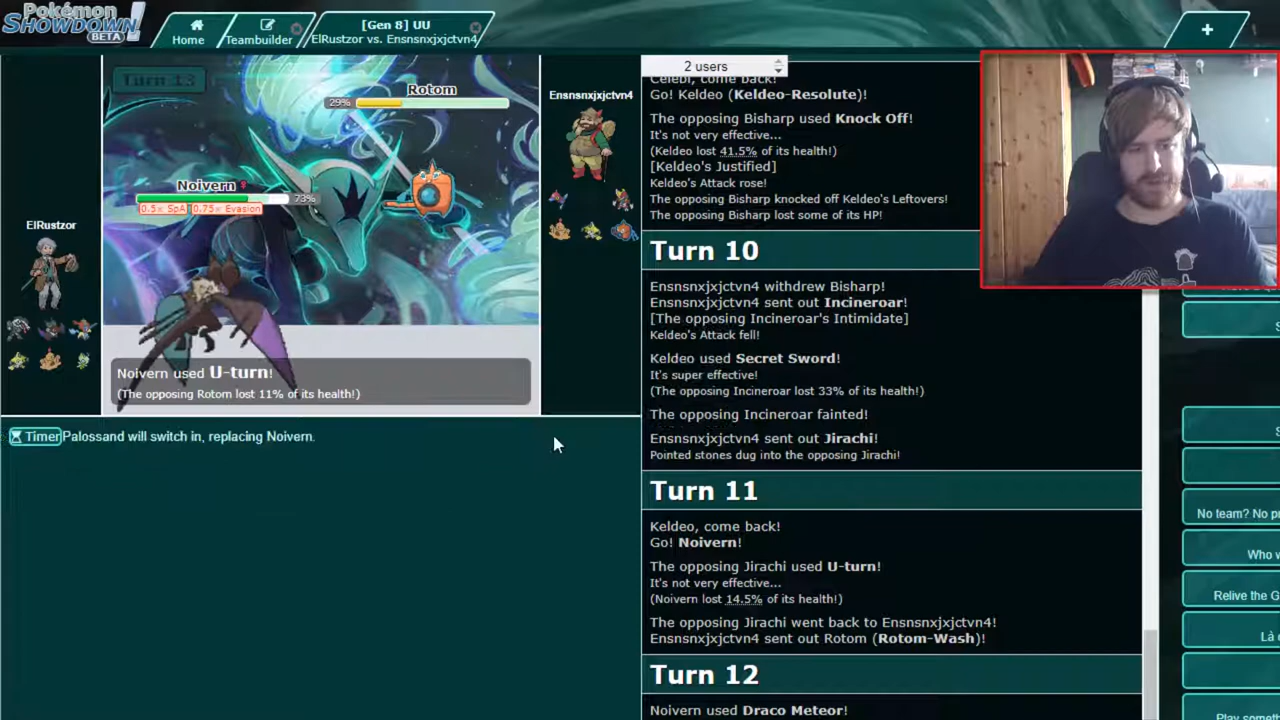 Pokémon
SHOWDOWN!
BETA
Home
Teambuilder
[Gen 8] UU
ElRustzor vs. Ensnsnxjxjctvn4
+
Turn 13
Rotom
29%
Noivern
73%
0.5× SpA 0.75× Evasion
Noivern used U-turn!
(The opposing Rotom lost 11% of its health!)
ElRustzor
Ensnsnxjxjctvn4
Timer
Palossand will switch in, replacing Noivern.
2 users
Celebi, come back!
Go! Keldeo (Keldeo-Resolute)!
The opposing Bisharp used Knock Off!
It's not very effective...
(Keldeo lost 41.5% of its health!)
[Keldeo's Justified]
Keldeo's Attack rose!
The opposing Bisharp knocked off Keldeo's Leftovers!
The opposing Bisharp lost some of its HP!
Turn 10
Ensnsnxjxjctvn4 withdrew Bisharp!
Ensnsnxjxjctvn4 sent out Incineroar!
[The opposing Incineroar's Intimidate]
Keldeo's Attack fell!
Keldeo used Secret Sword!
It's super effective!
(The opposing Incineroar lost 33% of its health!)
The opposing Incineroar fainted!
Ensnsnxjxjctvn4 sent out Jirachi!
Pointed stones dug into the opposing Jirachi!
Turn 11
Keldeo, come back!
Go! Noivern!
The opposing Jirachi used U-turn!
It's not very effective...
(Noivern lost 14.5% of its health!)
The opposing Jirachi went back to Ensnsnxjxjctvn4!
Ensnsnxjxjctvn4 sent out Rotom (Rotom-Wash)!
Turn 12
Noivern used Draco Meteor!
No team? No
Who
Relive the G
Là
Play